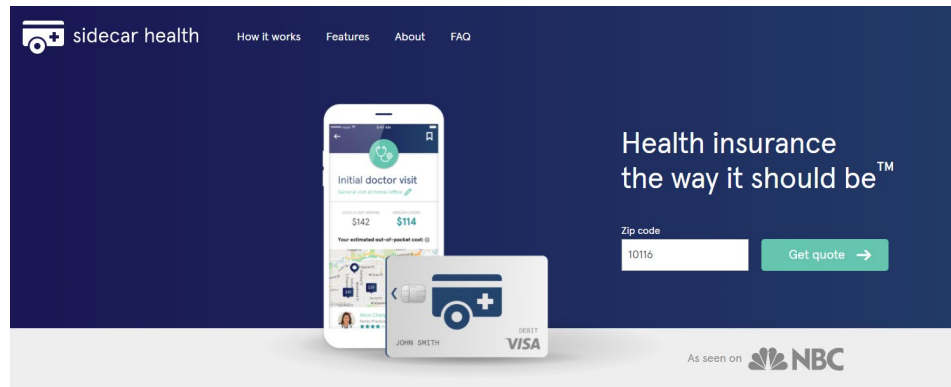 sidecar health
How it works
Features
About
FAQ
Initial doctor visit
$142
$114
Your estimated out-of-pocket cost:
JOHN SMITH
DEBIT
VISA
Health insurance
the way it should be™
Zip code
10116
Get quote →
As seen on NBC